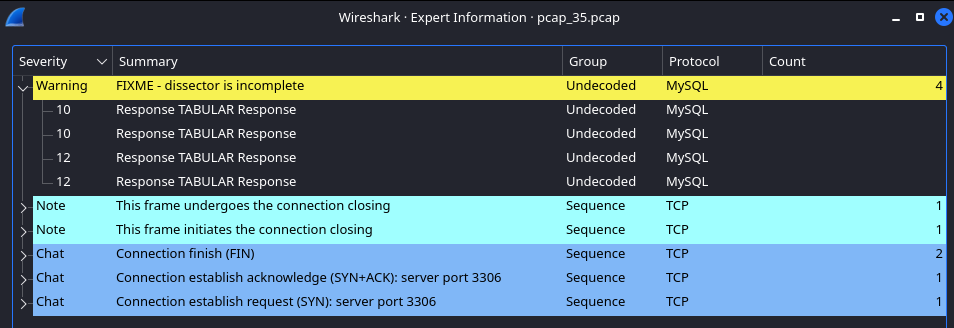 Wireshark · Expert Information · pcap_35.pcap
Severity Summary Group Protocol Count
Warning FIXME - dissector is incomplete Undecoded MySQL 4
10 Response TABULAR Response Undecoded MySQL
10 Response TABULAR Response Undecoded MySQL
12 Response TABULAR Response Undecoded MySQL
12 Response TABULAR Response Undecoded MySQL
Note This frame undergoes the connection closing Sequence TCP 1
Note This frame initiates the connection closing Sequence TCP 1
Chat Connection finish (FIN) Sequence TCP 2
Chat Connection establish acknowledge (SYN+ACK): server port 3306 Sequence TCP 1
Chat Connection establish request (SYN): server port 3306 Sequence TCP 1